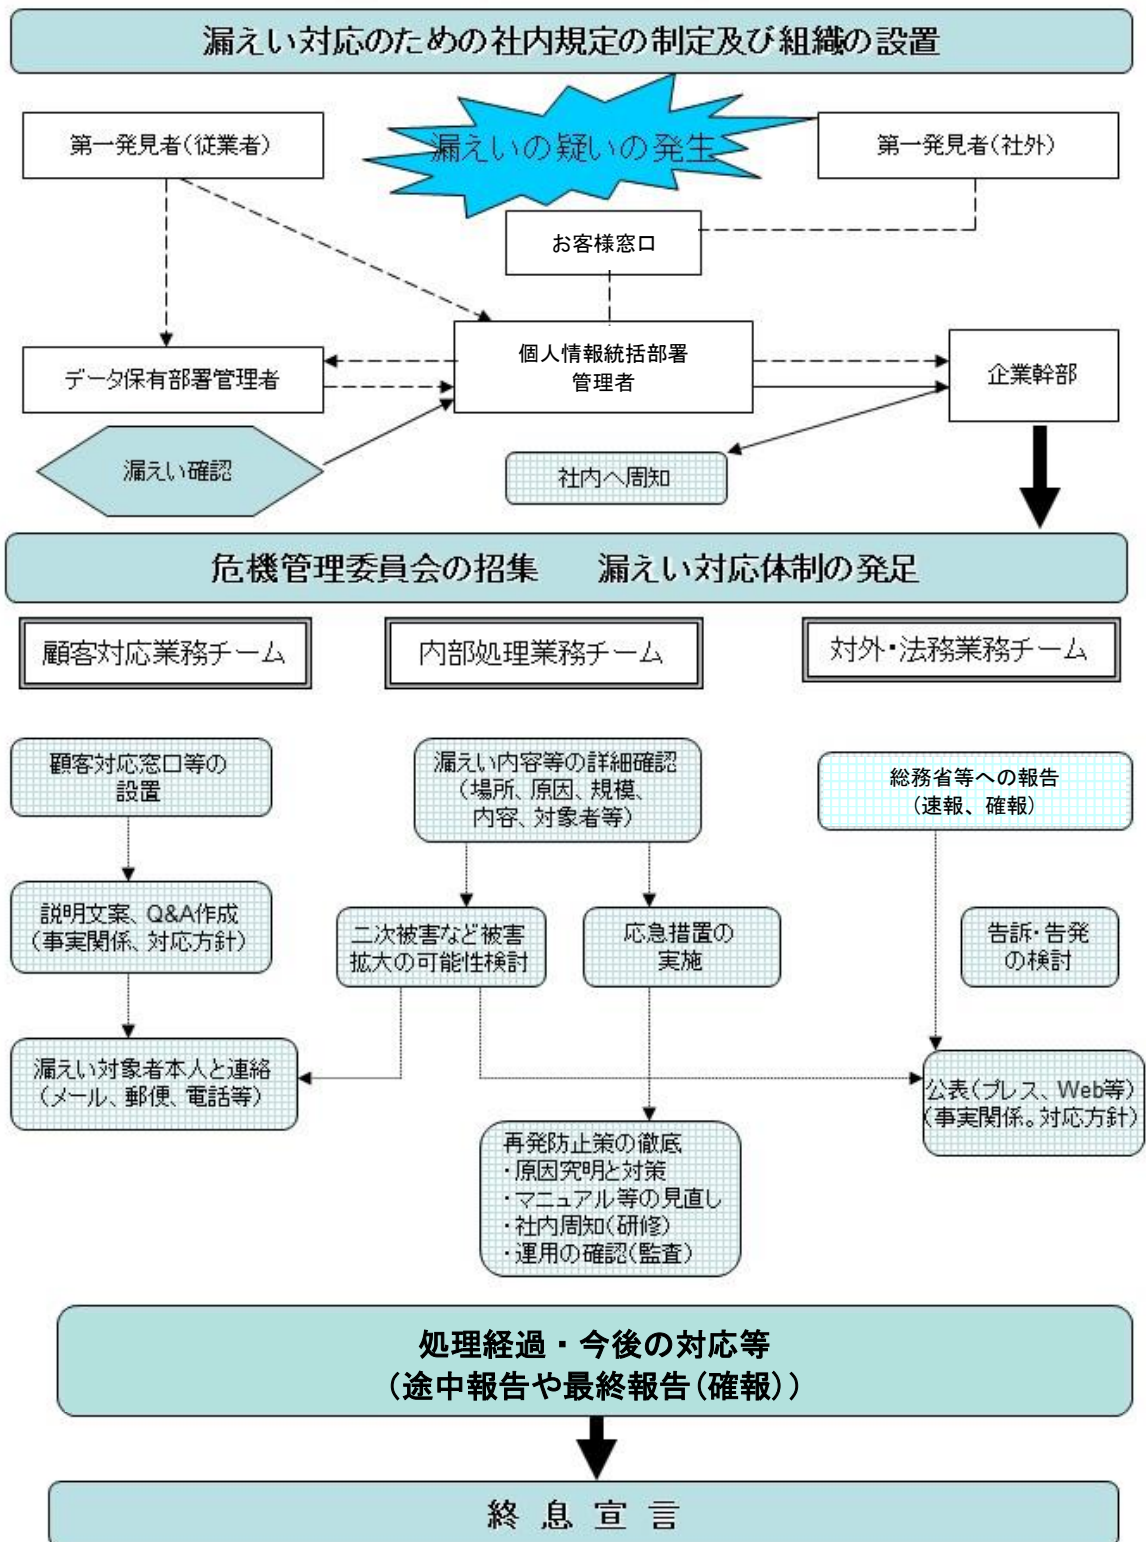 漏えい対応のための社内規定の制定及び組織の設置
第一発見者(従業者)
漏えいの疑いの発生
第一発見者(社外)
お客様窓口
データ保有部署管理者
個人情報統括部署
管理者
企業幹部
漏えい確認
社内へ周知
危機管理委員会の招集　　漏えい対応体制の発足
顧客対応業務チーム
内部処理業務チーム
対外・法務業務チーム
顧客対応窓口等の
設置
漏えい内容等の詳細確認
(場所、原因、規模、
内容、対象者等)
総務省等への報告
(速報、確報)
説明文案、Q&A作成
(事実関係、対応方針)
二次被害など被害
拡大の可能性検討
応急措置の
実施
告訴・告発
の検討
漏えい対象者本人と連絡
(メール、郵便、電話等)
公表(プレス、Web等)
(事実関係。対応方針)
再発防止策の徹底
・原因究明と対策
・マニュアル等の見直し
・社内周知(研修)
・運用の確認(監査)
処理経過・今後の対応等
(途中報告や最終報告(確報))
終 息 宣 言